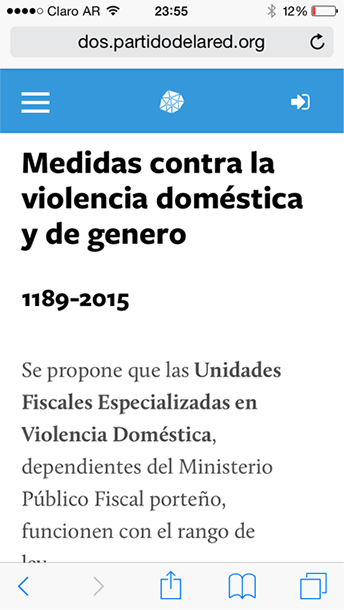 Claro AR 23:55 12%
dos.partidodelared.org
Medidas contra la
violencia doméstica
y de genero
1189-2015
Se propone que las Unidades
Fiscales Especializadas en
Violencia Doméstica,
dependientes del Ministerio
Público Fiscal porteño,
funcionen con el rango de